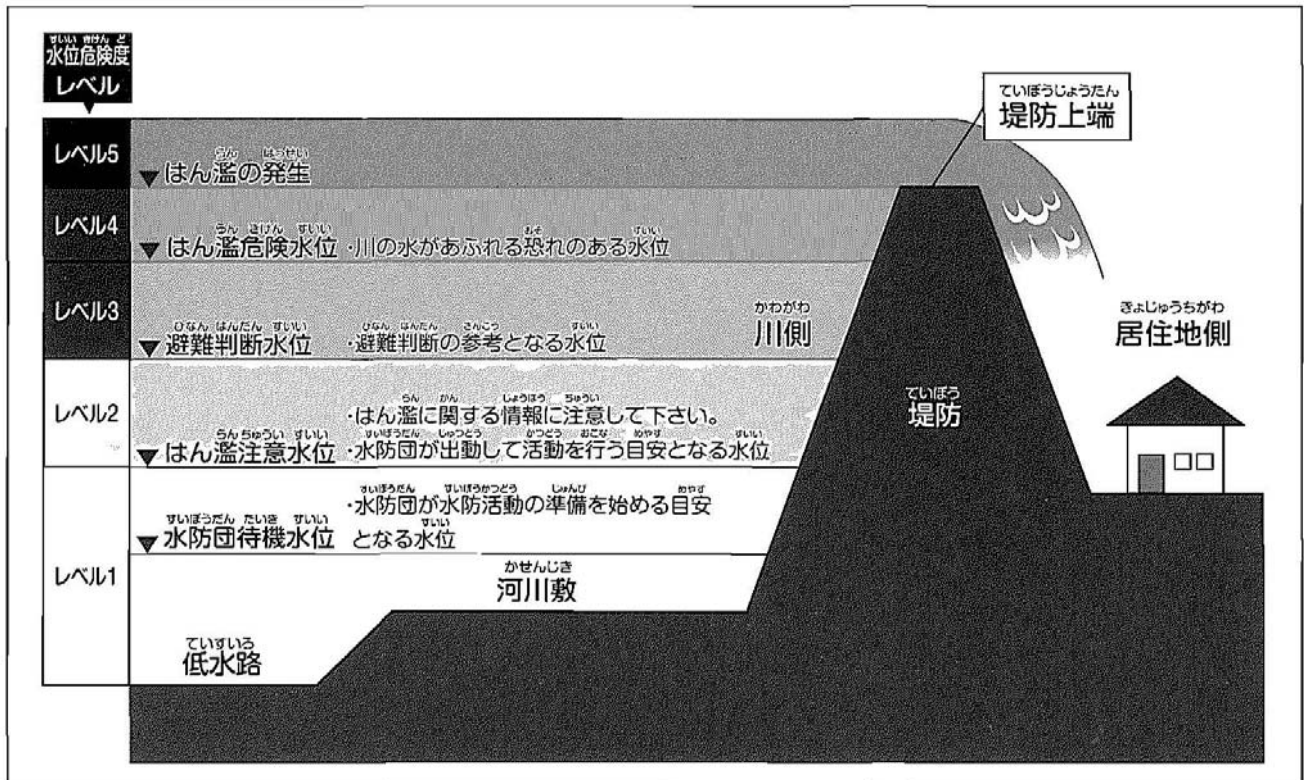 水位危険度
レベル
堤防上端
レベル5
▼はん濫の発生
レベル4
▼はん濫危険水位 ・川の水があふれる恐れのある水位
レベル3
▼避難判断水位 ・避難判断の参考となる水位
川側
居住地側
堤防
レベル2
・はん濫に関する情報に注意して下さい。
▼はん濫注意水位 ・水防団が出動して活動を行う目安となる水位
・水防団が水防活動の準備を始める目安
▼水防団待機水位 となる水位
レベル1
河川敷
低水路